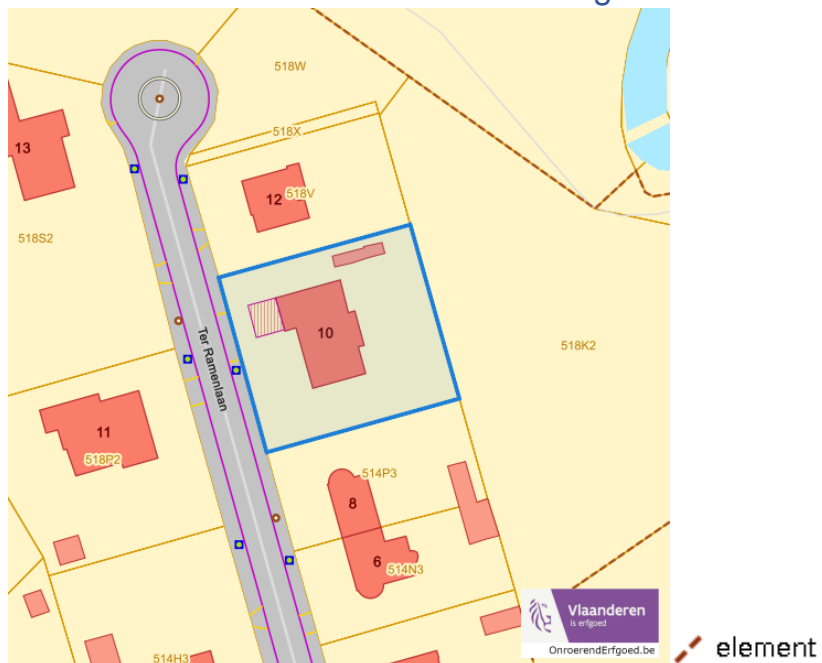 518W
518X
13
12
518V
518S2
10
Ter Ramenlaan
518K2
11
518P2
514P3
8
6
514N3
514H3
Vlaanderen
is erfgoed
OnroerendErfgoed.be
element